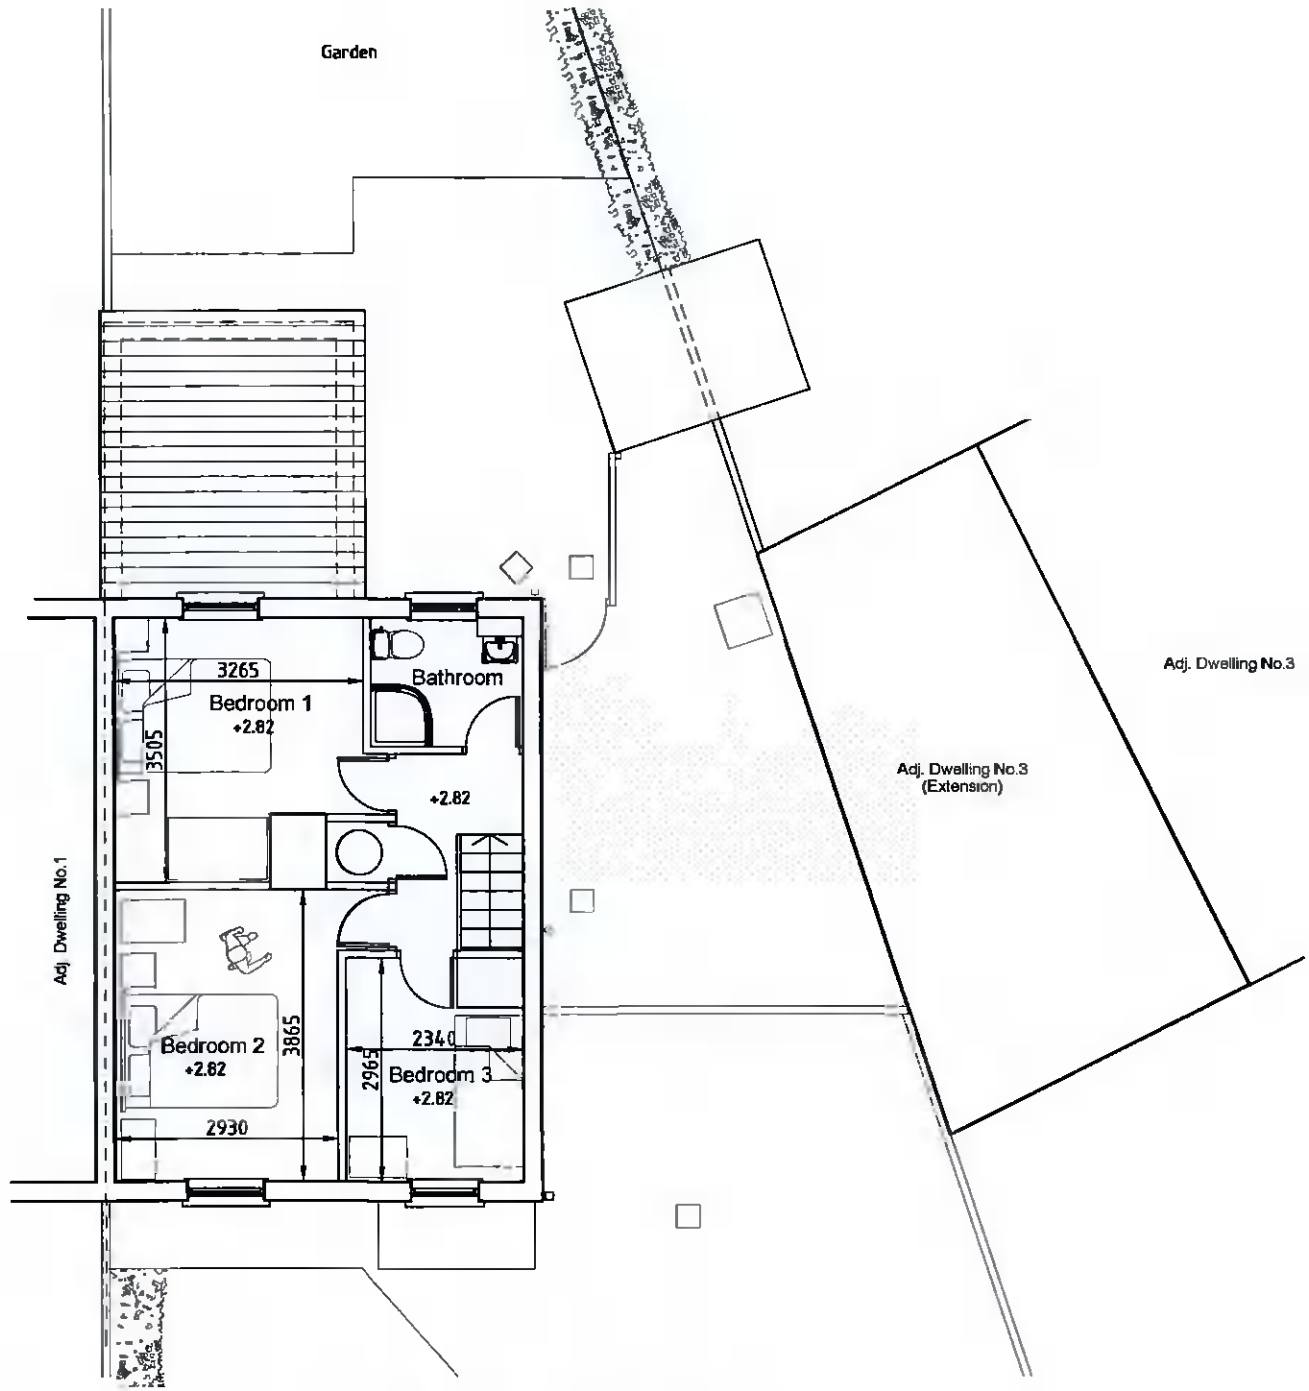 Garden
3265
Bathroom
Bedroom 1
+2.82
3505
Adj. Dwelling No.3
Adj. Dwelling No.3
(Extension)
+2.82
Adj. Dwelling No.1
3865
2340
Bedroom 2
+2.82
2965
Bedroom 3
+2.82
2930